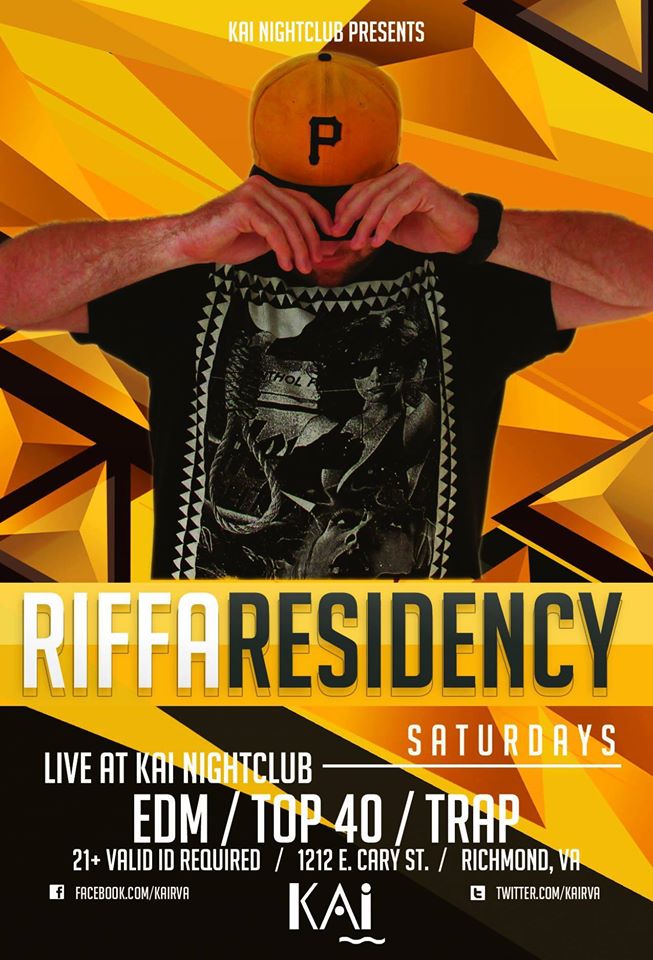 KAI NIGHTCLUB PRESENTS
P
THOL P
RIFFARESIDENCY
SATURDAYS
LIVE AT KAI NIGHTCLUB
EDM / TOP 40 / TRAP
21+ VALID ID REQUIRED / 1212 E. CARY ST. / RICHMOND, VA
f FACEBOOK.COM/KAIRVA
t TWITTER.COM/KAIRVA
KAi